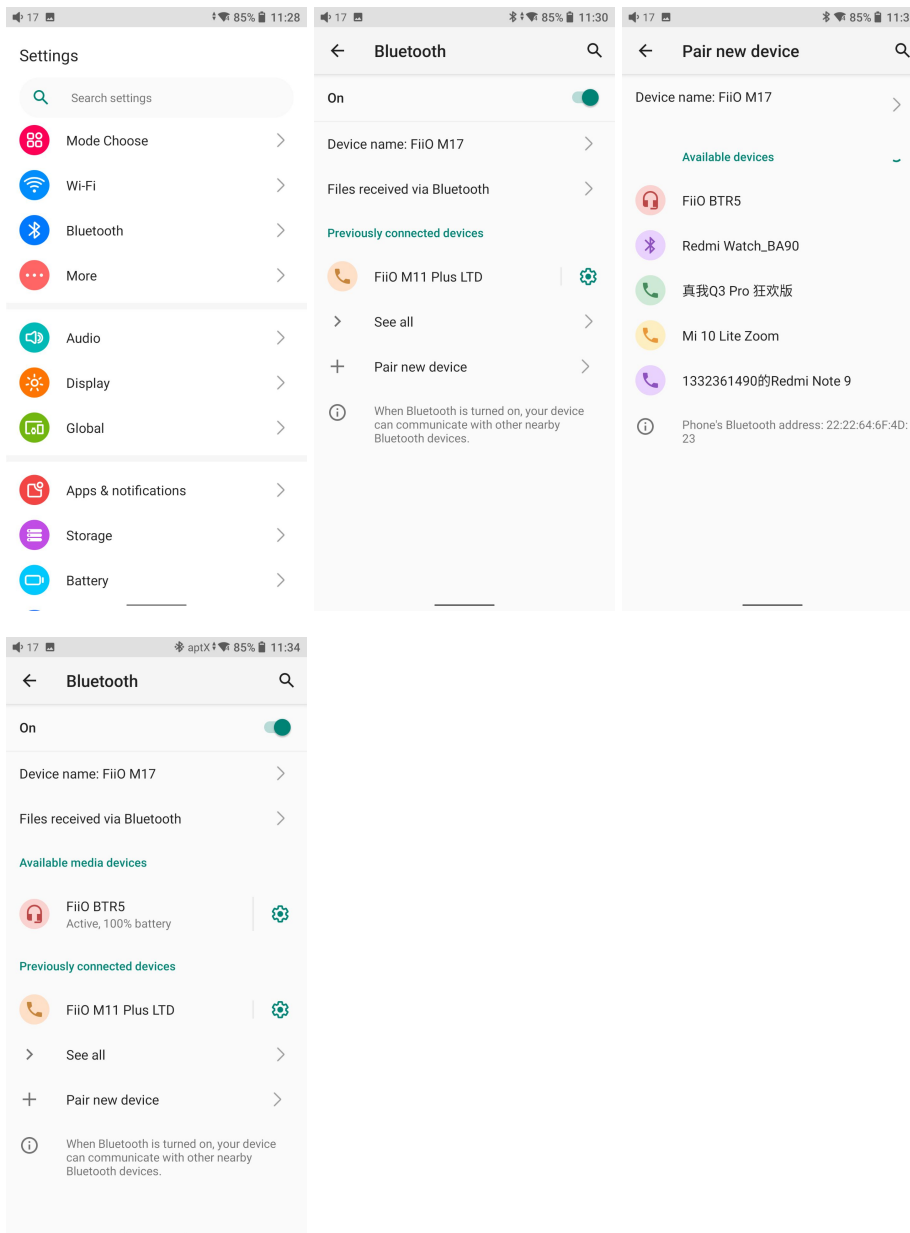 17 85% 11:28
Settings
Search settings
Mode Choose
Wi-Fi
Bluetooth
More
Audio
Display
Global
Apps & notifications
Storage
Battery
17 85% 11:30
Bluetooth
On
Device name: FiiO M17
Files received via Bluetooth
Previously connected devices
FiiO M11 Plus LTD
See all
Pair new device
When Bluetooth is turned on, your device
can communicate with other nearby
Bluetooth devices.
17 85% 11:3
Pair new device
Device name: FiiO M17
Available devices
FiiO BTR5
Redmi Watch_BA90
真我Q3 Pro 狂欢版
Mi 10 Lite Zoom
1332361490的Redmi Note 9
Phone's Bluetooth address: 22:22:64:6F:4D:
23
17 aptX 85% 11:34
Bluetooth
On
Device name: FiiO M17
Files received via Bluetooth
Available media devices
FiiO BTR5
Active, 100% battery
Previously connected devices
FiiO M11 Plus LTD
See all
Pair new device
When Bluetooth is turned on, your device
can communicate with other nearby
Bluetooth devices.